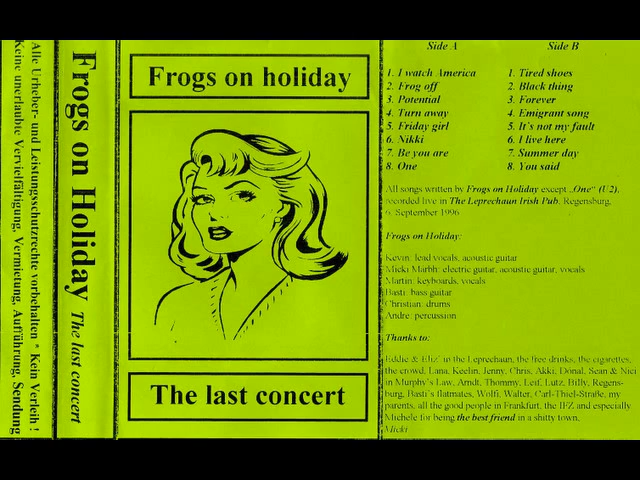 Alle Urheber- und Leistungsschutzrechte vorbehalten * Kein Verleih !
Keine unerlaubte Vervielfältigung, Vermietung, Aufführung, Sendung
Frogs on Holiday The last concert
Frogs on holiday
The last concert
Side A
1. I watch America
2. Frog off
3. Potential
4. Turn away
5. Friday girl
6. Nikki
7. Be you are
8. One
Side B
1. Tired shoes
2. Black thing
3. Forever
4. Emigrant song
5. It`s not my fault
6. I live here
7. Summer day
8. You said
All songs written by Frogs on Holiday except „One“ (U2),
recorded live in The Leprechaun Irish Pub, Regensburg,
6. September 1996
Frogs on Holiday:
Kevin: lead vocals, acoustic guitar
Micki Marbh: electric guitar, acoustic guitar, vocals
Martin: keyboards, vocals
Basti: bass guitar
Christian: drums
Andre: percussion
Thanks to:
Eddie & Eliz` in the Leprechaun, the free drinks, the cigarettes,
the crowd, Lana, Keelin, Jenny, Chris, Akki, Donal, Sean & Nici
in Murphy`s Law, Arndt, Thommy, Leif, Lutz, Billy, Regens-
burg, Basti`s flatmates, Wolfi, Walter, Carl-Thiel-Straße, my
parents, all the good people in Frankfurt, the IFZ and especially
Michele for being the best friend in a shitty town.
Micki